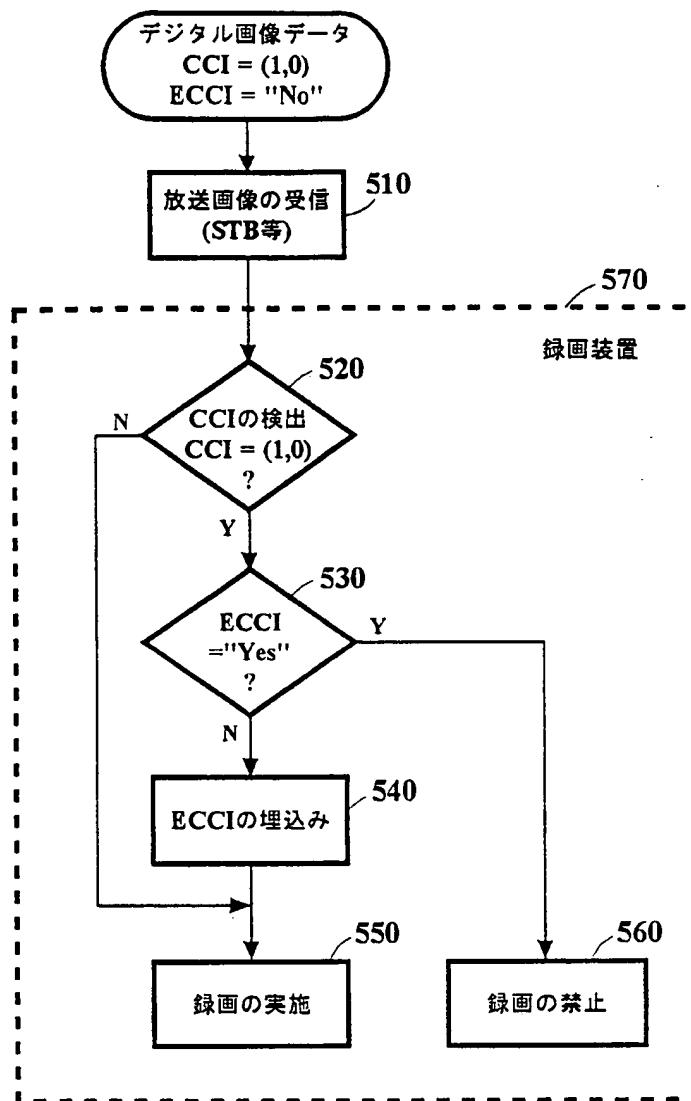 デジタル画像データ
CCI = (1,0)
ECCI = "No"
放送画像の受信
(STB等)
510
570
録画装置
520
CCIの検出
CCI = (1,0)
?
N
Y
530
ECCI
="Yes"
?
Y
N
540
ECCIの埋込み
550
録画の実施
560
録画の禁止